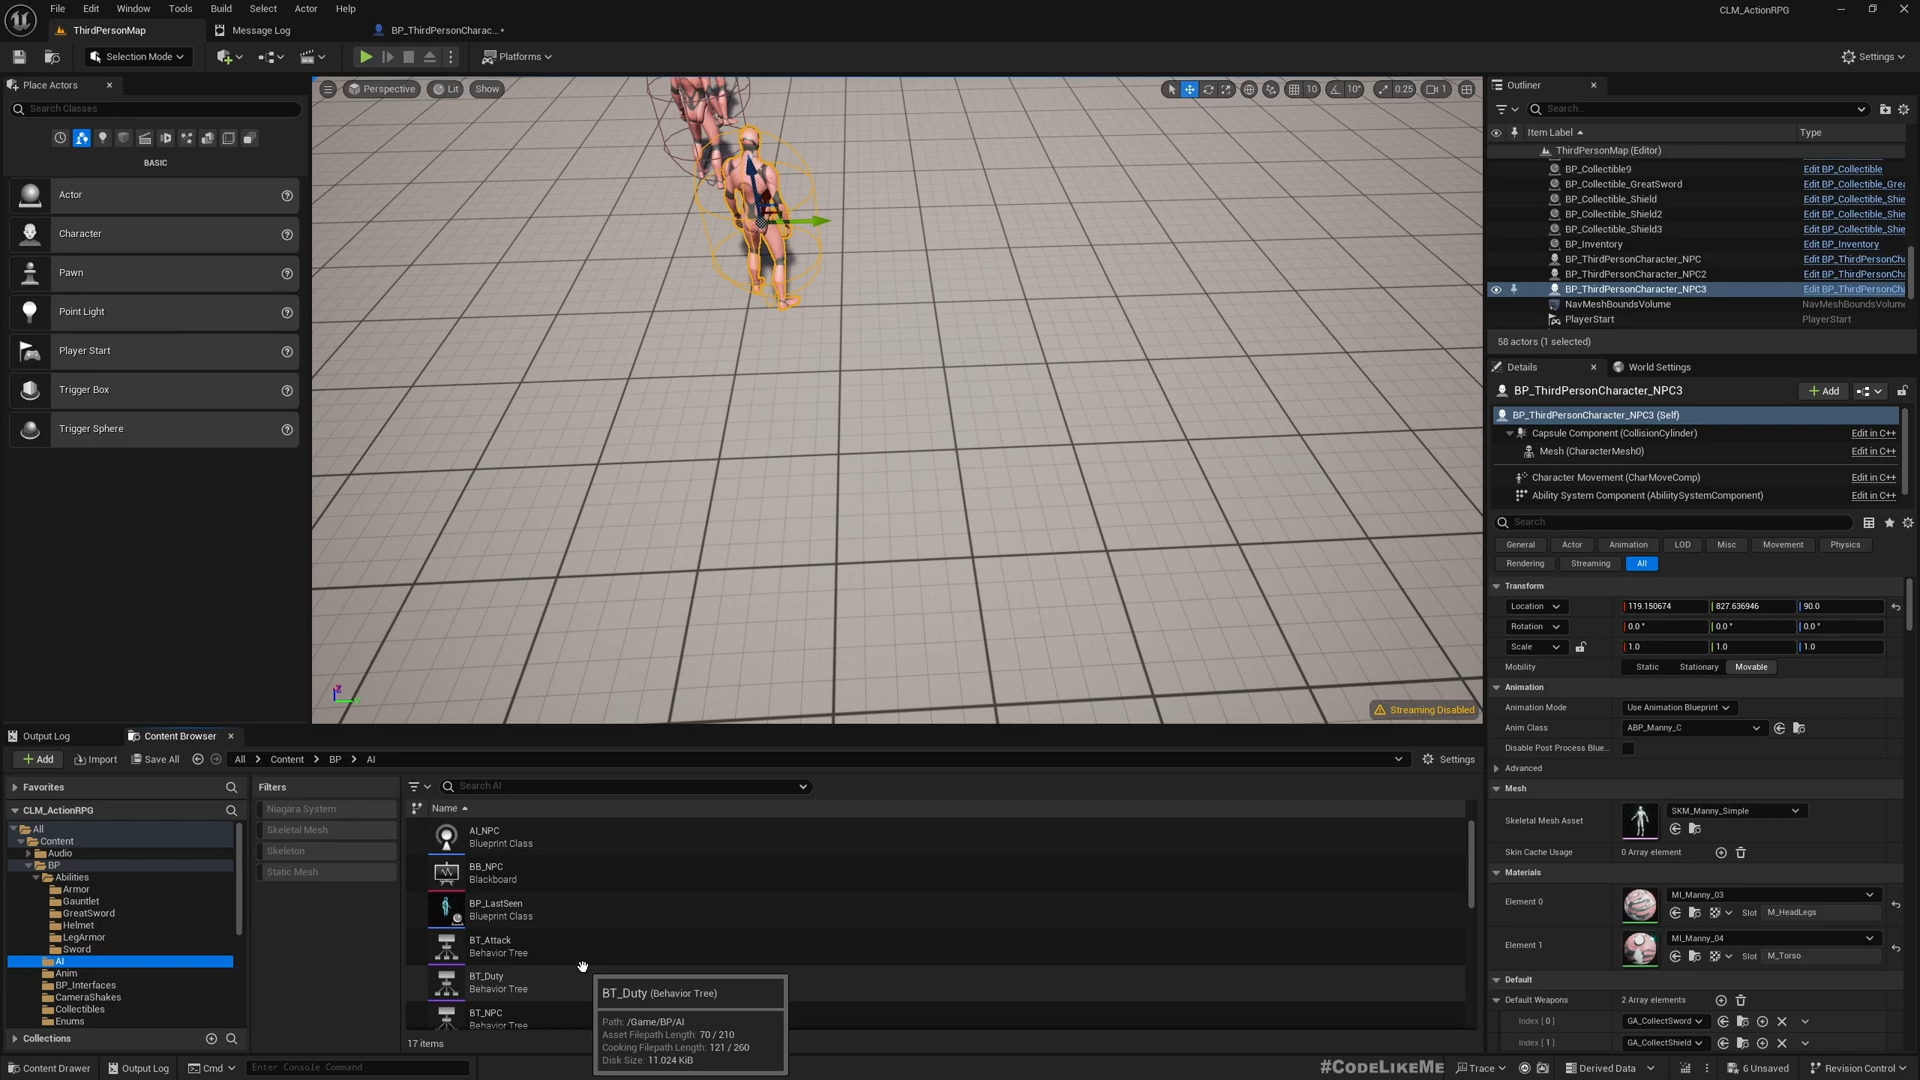 File Edit Window Tools Build Select Actor Help
CLM_ActionRPG
ThirdPersonMap
Message Log
BP_ThirdPersonCharac...•
Selection Mode
Platforms
Settings
Place Actors
Search Classes
BASIC
Actor
Character
Pawn
Point Light
Player Start
Trigger Box
Trigger Sphere
Perspective
Lit
Show
10
10°
0.25
1
Streaming Disabled
Outliner
Search...
Item Label
Type
ThirdPersonMap (Editor)
BP_Collectible9 Edit BP_Collectible
BP_Collectible_GreatSword Edit BP_Collectible_Grea
BP_Collectible_Shield Edit BP_Collectible_Shie
BP_Collectible_Shield2 Edit BP_Collectible_Shie
BP_Collectible_Shield3 Edit BP_Collectible_Shie
BP_Inventory Edit BP_Inventory
BP_ThirdPersonCharacter_NPC Edit BP_ThirdPersonCha
BP_ThirdPersonCharacter_NPC2 Edit BP_ThirdPersonCha
BP_ThirdPersonCharacter_NPC3 Edit BP_ThirdPersonCha
NavMeshBoundsVolume NavMeshBoundsVolume
PlayerStart PlayerStart
58 actors (1 selected)
Details
World Settings
BP_ThirdPersonCharacter_NPC3
Add
BP_ThirdPersonCharacter_NPC3 (Self)
Capsule Component (CollisionCylinder) Edit in C++
Mesh (CharacterMesh0) Edit in C++
Character Movement (CharMoveComp) Edit in C++
Ability System Component (AbiliitySystemComponent) Edit in C++
Search
General Actor Animation LOD Misc Movement Physics
Rendering Streaming All
Transform
Location 119.150674 827.636946 90.0
Rotation 0.0° 0.0° 0.0°
Scale 1.0 1.0 1.0
Mobility Static Stationary Movable
Animation
Animation Mode Use Animation Blueprint
Anim Class ABP_Manny_C
Disable Post Process Blue...
Advanced
Mesh
Skeletal Mesh Asset SKM_Manny_Simple
Skin Cache Usage 0 Array element
Materials
Element 0 MI_Manny_03
Slot M_HeadLegs
Element 1 MI_Manny_04
Slot M_Torso
Default
Default Weapons 2 Array elements
Index [ 0 ] GA_CollectSword
Index [ 1 ] GA_CollectShield
Output Log
Content Browser
Add
Import
Save All
All > Content > BP > AI
Settings
Favorites
CLM_ActionRPG
All
Content
Audio
BP
Abilities
Armor
Gauntlet
GreatSword
Helmet
LegArmor
Sword
AI
Anim
BP_Interfaces
CameraShakes
Collectibles
Enums
Collections
Filters
Niagara System
Skeletal Mesh
Skeleton
Static Mesh
Search AI
Name
AI_NPC
Blueprint Class
BB_NPC
Blackboard
BP_LastSeen
Blueprint Class
BT_Attack
Behavior Tree
BT_Duty
Behavior Tree
BT_NPC
Behavior Tree
17 items
BT_Duty (Behavior Tree)
Path: /Game/BP/AI
Asset Filepath Length: 70 / 210
Cooking Filepath Length: 121 / 260
Disk Size: 11.024 KiB
Content Drawer
Output Log
Cmd
Enter Console Command
#CODELIKEME
Trace
Derived Data
6 Unsaved
Revision Control